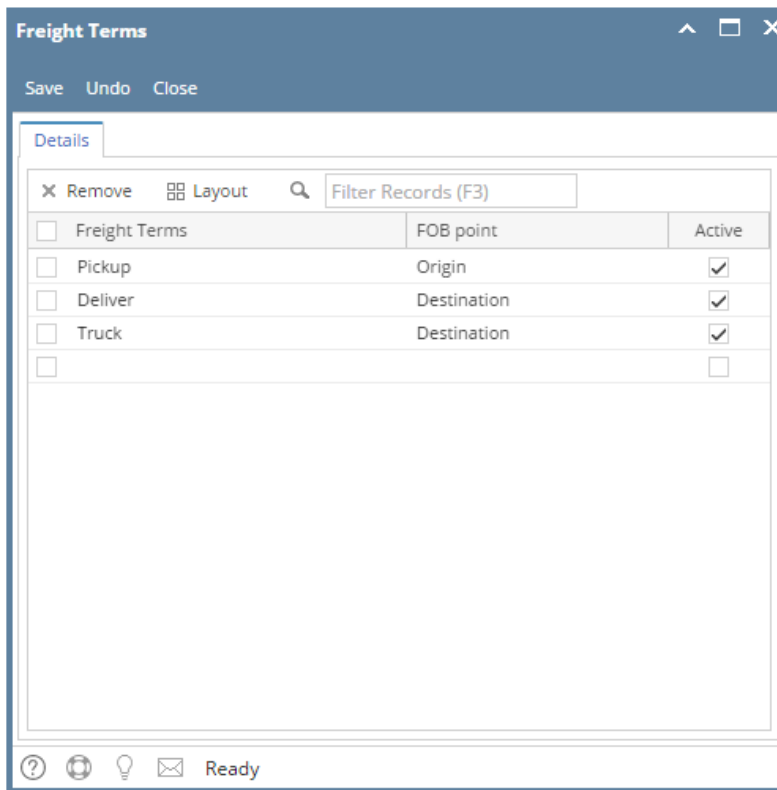 Freight Terms
Save Undo Close
Details
Remove Layout Filter Records (F3)
Freight Terms FOB point Active
Pickup Origin
Deliver Destination
Truck Destination
Ready